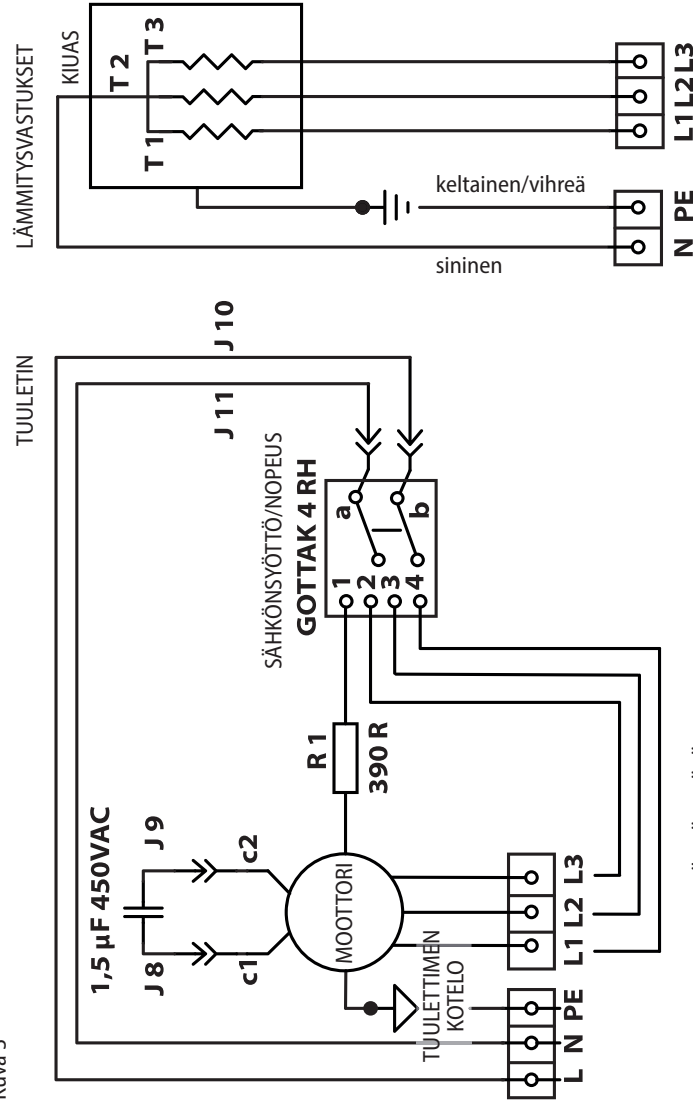 LÄMMITYSVASTUKSET
KIUAS
T 1
T 2
T 3
keltainen/vihreä
sininen
N PE
L1 L2 L3
TUULETIN
J 10
J 11
SÄHKÖNSYÖTTÖ/NOPEUS
GOTTAK 4 RH
a
b
1
2
3
4
R 1
390 R
1,5 µF 450VAC
J 8
J 9
c1
c2
MOOTTORI
TUULETTIMEN
KOTELO
L N PE
L1 L2 L3